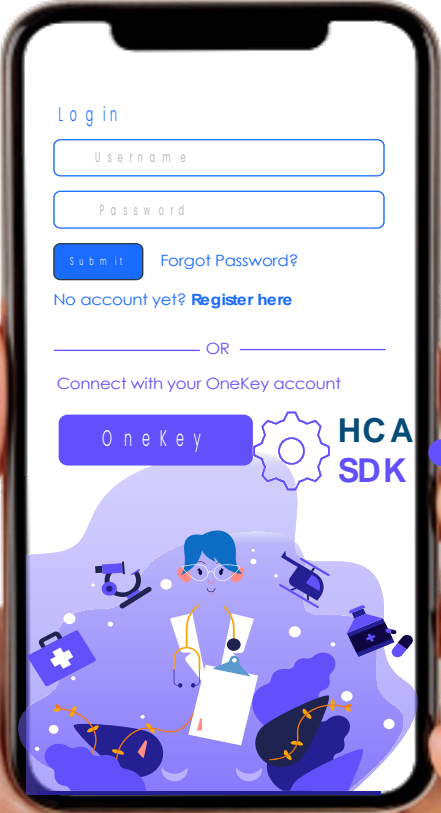 Login
Username
Password
Submit Forgot Password?
No account yet? Register here
OR
Connect with your OneKey account
OneKey
HCA
SDK